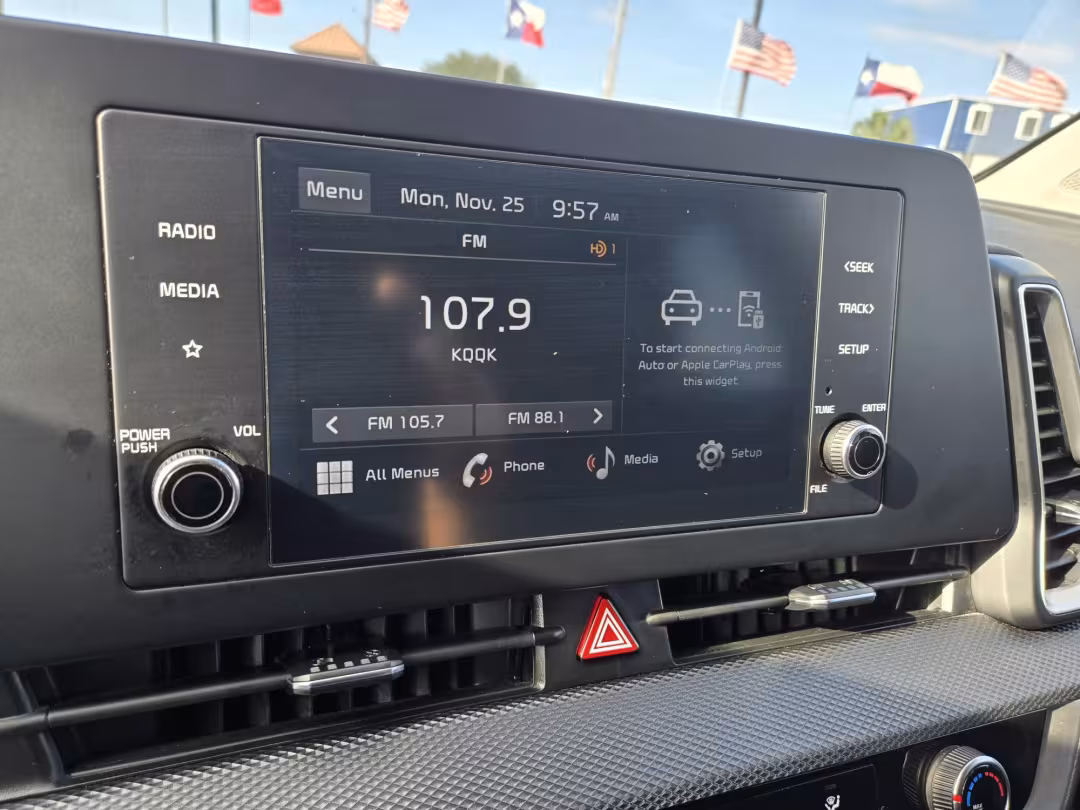 RADIO
MEDIA
POWER
PUSH
VOL
Menu
Mon, Nov. 25
9:57 AM
FM
HD 1
107.9
KQQK
To start connecting Android
Auto or Apple CarPlay, press
this widget.
< FM 105.7
FM 88.1 >
All Menus
Phone
Media
Setup
<SEEK
TRACK>
SETUP
TUNE
ENTER
FILE